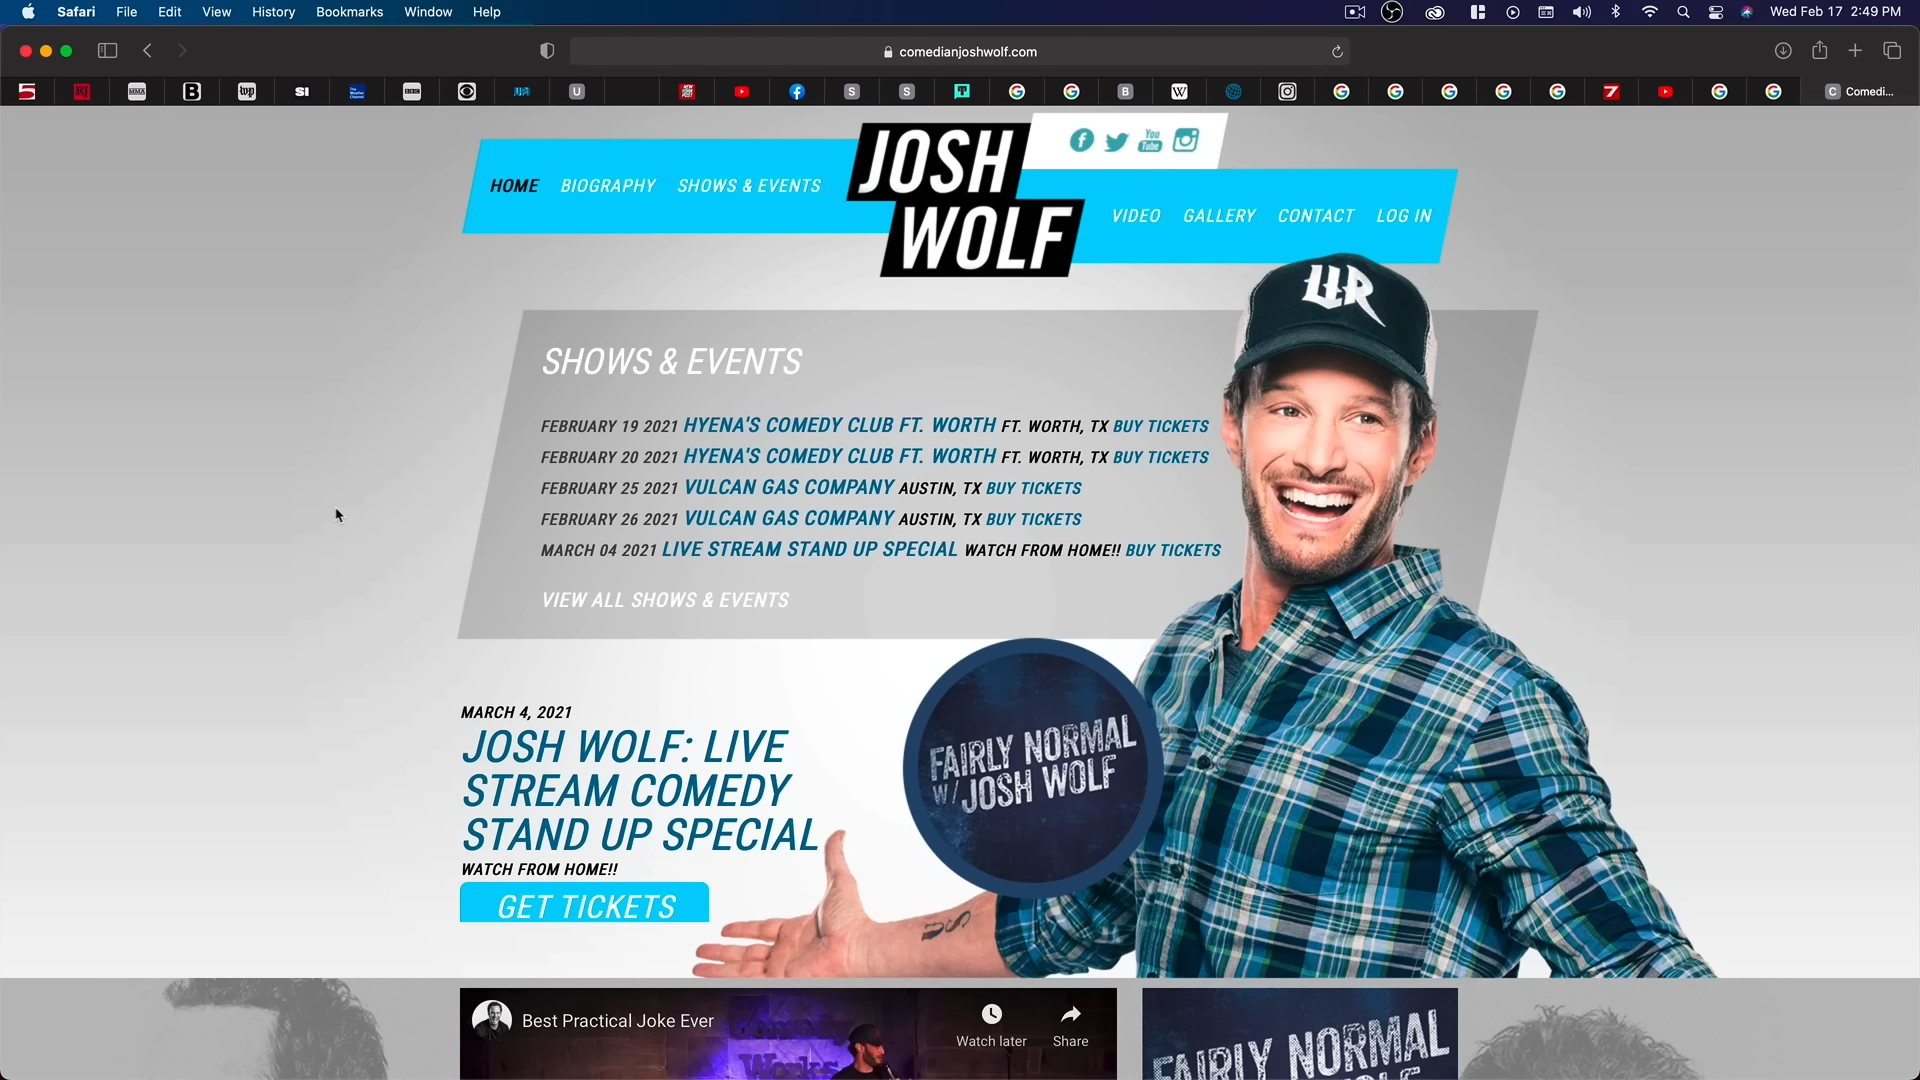 Safari File Edit View History Bookmarks Window Help Wed Feb 17 2:49 PM
comedianjoshwolf.com
Comedi...
JOSH
WOLF
You
Tube
HOME BIOGRAPHY SHOWS & EVENTS
VIDEO GALLERY CONTACT LOG IN
SHOWS & EVENTS
FEBRUARY 19 2021 HYENA'S COMEDY CLUB FT. WORTH FT. WORTH, TX BUY TICKETS
FEBRUARY 20 2021 HYENA'S COMEDY CLUB FT. WORTH FT. WORTH, TX BUY TICKETS
FEBRUARY 25 2021 VULCAN GAS COMPANY AUSTIN, TX BUY TICKETS
FEBRUARY 26 2021 VULCAN GAS COMPANY AUSTIN, TX BUY TICKETS
MARCH 04 2021 LIVE STREAM STAND UP SPECIAL WATCH FROM HOME!! BUY TICKETS
VIEW ALL SHOWS & EVENTS
MARCH 4, 2021
JOSH WOLF: LIVE
STREAM COMEDY
STAND UP SPECIAL
WATCH FROM HOME!!
GET TICKETS
FAIRLY NORMAL
W/ JOSH WOLF
Best Practical Joke Ever
Watch later
Share
FAIRLY NORMAL